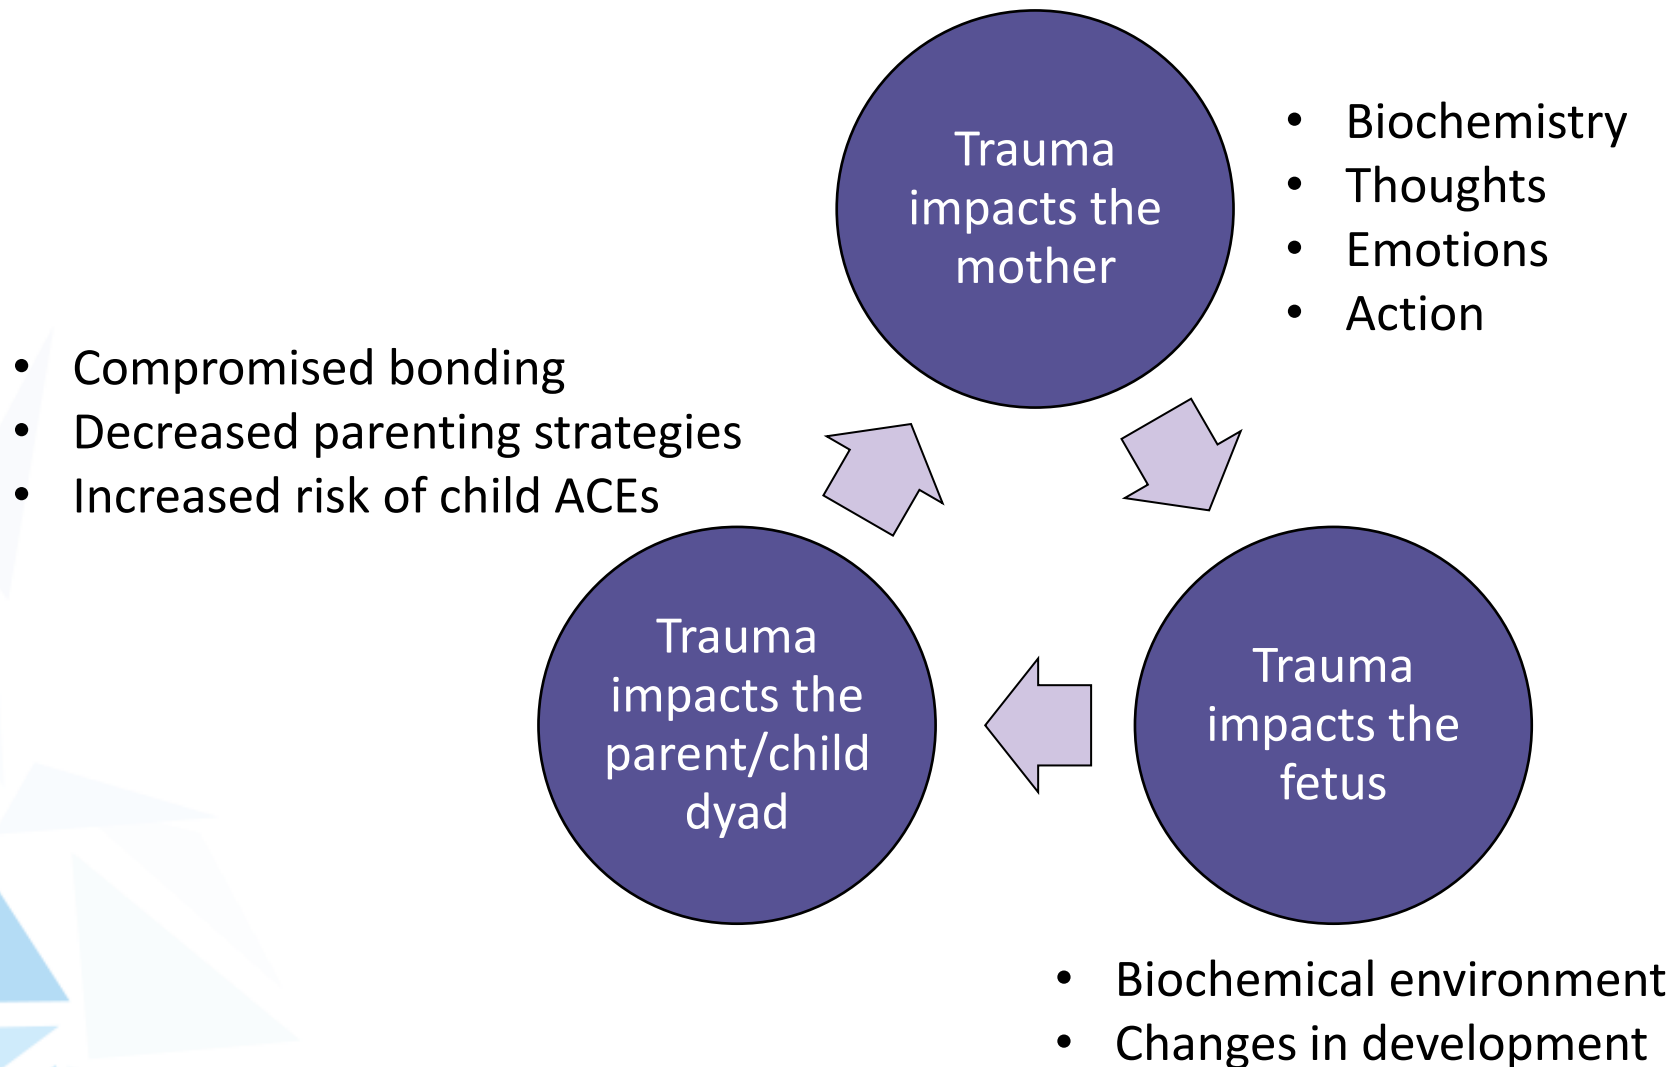 Trauma
impacts the
mother
• Biochemistry
• Thoughts
• Emotions
• Action
• Compromised bonding
• Decreased parenting strategies
• Increased risk of child ACEs
Trauma
impacts the
parent/child
dyad
Trauma
impacts the
fetus
• Biochemical environment
• Changes in development